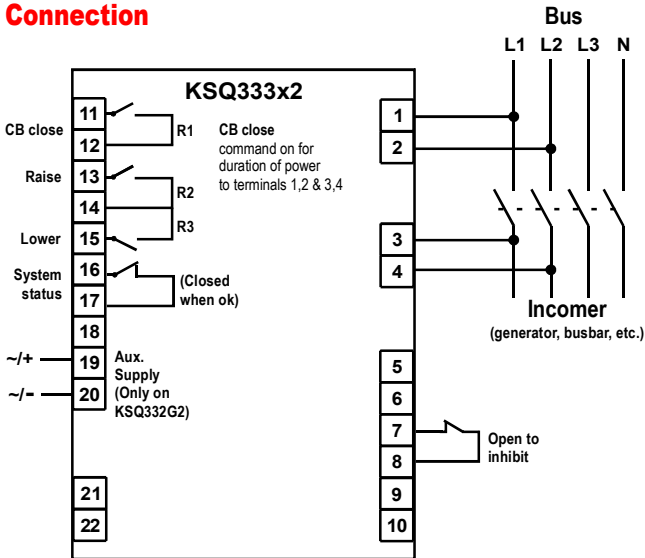 Connection
Bus
L1 L2 L3 N
KSQ333x2
11
CB close
12
R1
CB close
command on for
duration of power
to terminals 1,2 & 3,4
Raise
13
14
R2
R3
Lower
15
System
status
16
17
(Closed
when ok)
18
~/+
19
~/-
20
Aux.
Supply
(Only on
KSQ332G2)
21
22
1
2
3
4
Incomer
(generator, busbar, etc.)
5
6
7
8
Open to
inhibit
9
10